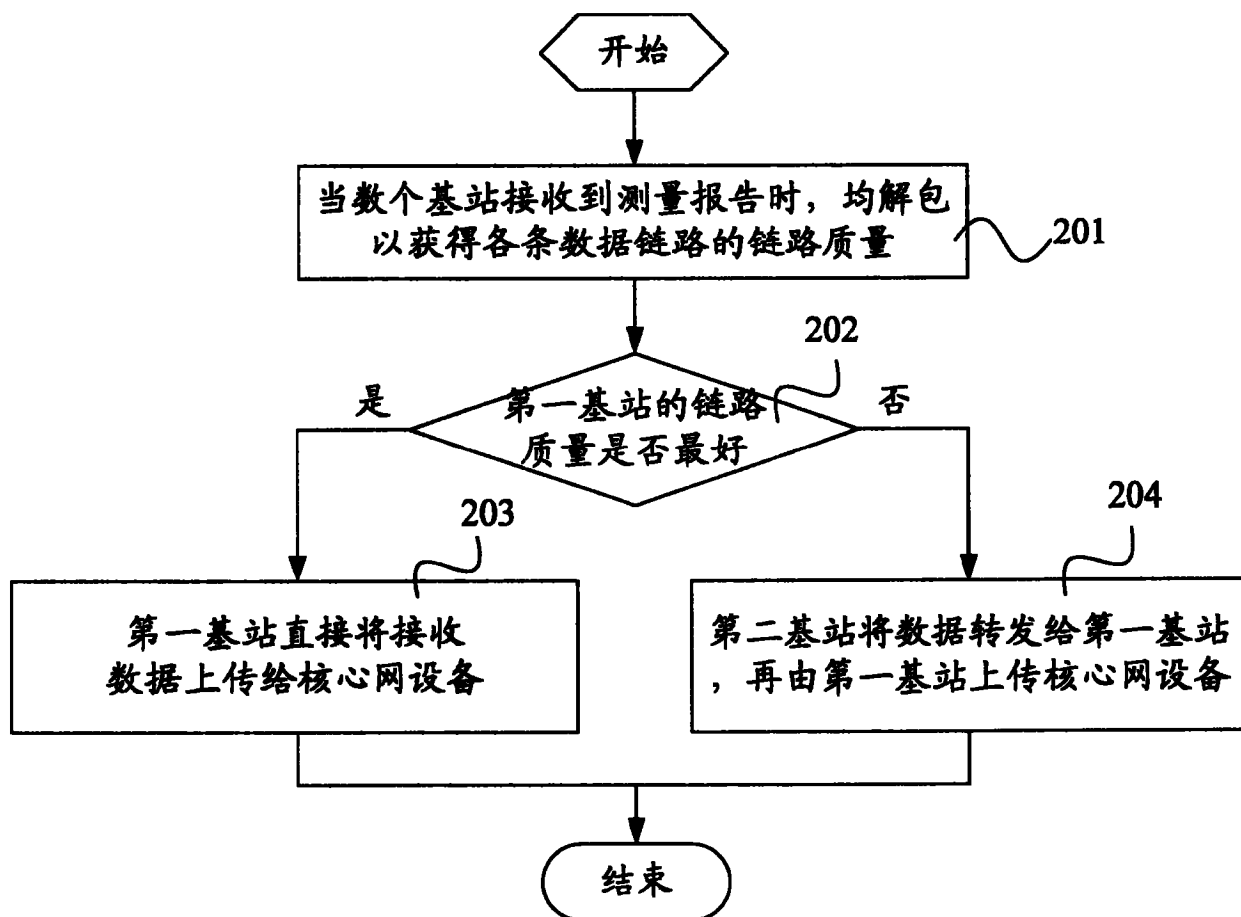 开始
当数个基站接收到测量报告时，均解包
以获得各条数据链路的链路质量
201
202
是
第一基站的链路
质量是否最好
否
203
204
第一基站直接将接收
数据上传给核心网设备
第二基站将数据转发给第一基站
，再由第一基站上传核心网设备
结束